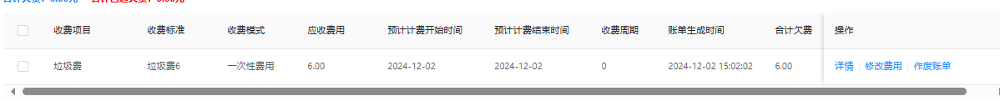 收费项目 收费标准 收费模式 应收费用 预计计费开始时间 预计计费结束时间 收费周期 账单生成时间 合计欠费 操作
垃圾费 垃圾费6 一次性费用 6.00 2024-12-02 2024-12-02 0 2024-12-02 15:02:02 6.00 详情 修改费用 作废账单